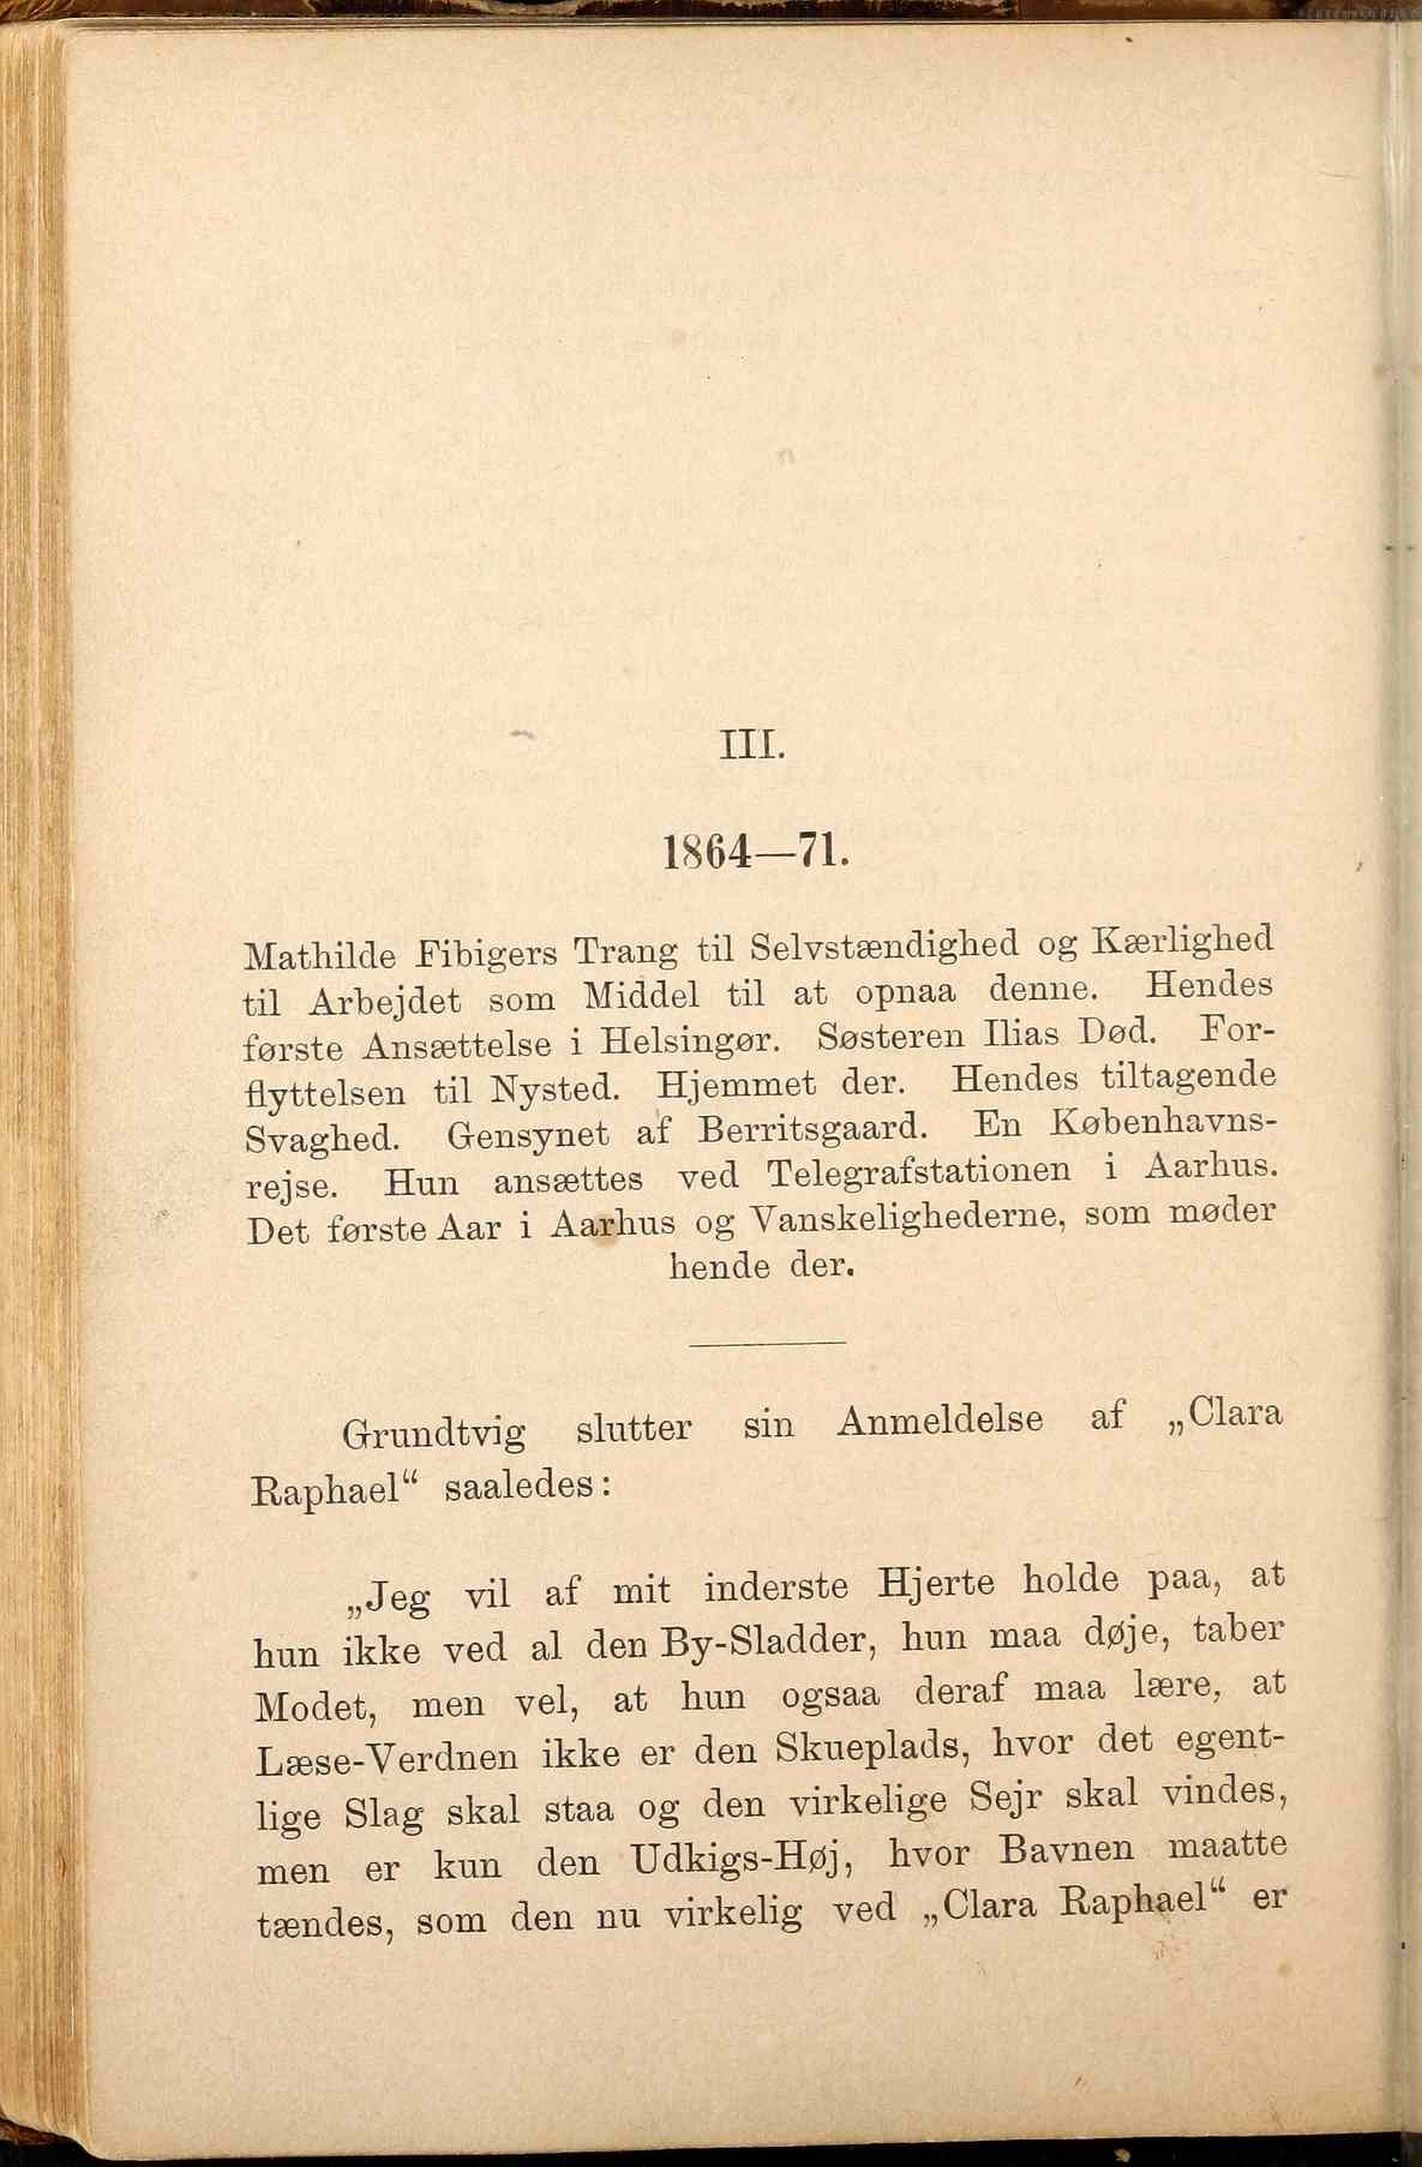 III.
1864—71.
Mathilde Fibigers Trang til Selvstændighed og Kærlighed
til Arbejdet som Middel til at opnaa denne. Hendes
første Ansættelse i Helsingør. Søsteren Ilias Død. For-
flyttelsen til Nysted. Hjemmet der. Hendes tiltagende
Svaghed. Gensynet af Berritsgaard. En Københavns-
rejse. Hun ansættes ved Telegrafstationen i Aarhus.
Det første Aar i Aarhus og Vanskelighederne, som møder
hende der.
Grundtvig slutter sin Anmeldelse af „Clara
Raphael“ saaledes:
„Jeg vil af mit inderste Hjerte holde paa, at
hun ikke ved al den By-Sladder, hun maa døje, taber
Modet, men vel, at hun ogsaa deraf maa lære, at
Læse-Verdnen ikke er den Skueplads, hvor det egent-
lige Slag skal staa og den virkelige Sejr skal vindes,
men er kun den Udkigs-Høj, hvor Bavnen maatte
tændes, som den nu virkelig ved „Clara Raphael“ er